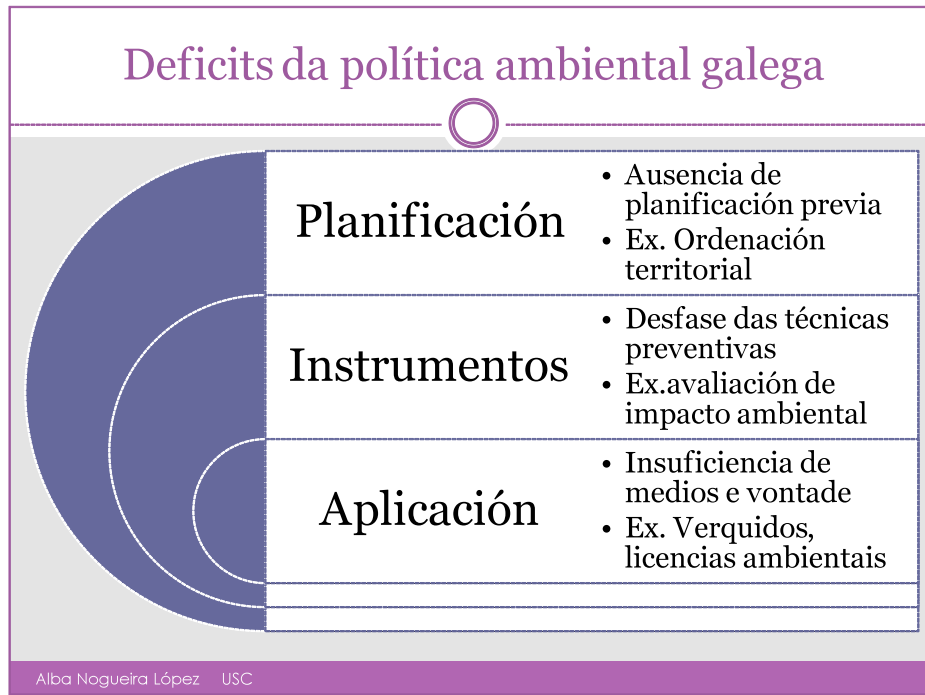 Deficits da política ambiental galega
Planificación
• Ausencia de
planificación previa
• Ex. Ordenación
territorial
Instrumentos
• Desfase das técnicas
preventivas
• Ex.avaliación de
impacto ambiental
Aplicación
• Insuficiencia de
medios e vontade
• Ex. Verquidos,
licencias ambientais
Alba Nogueira López USC